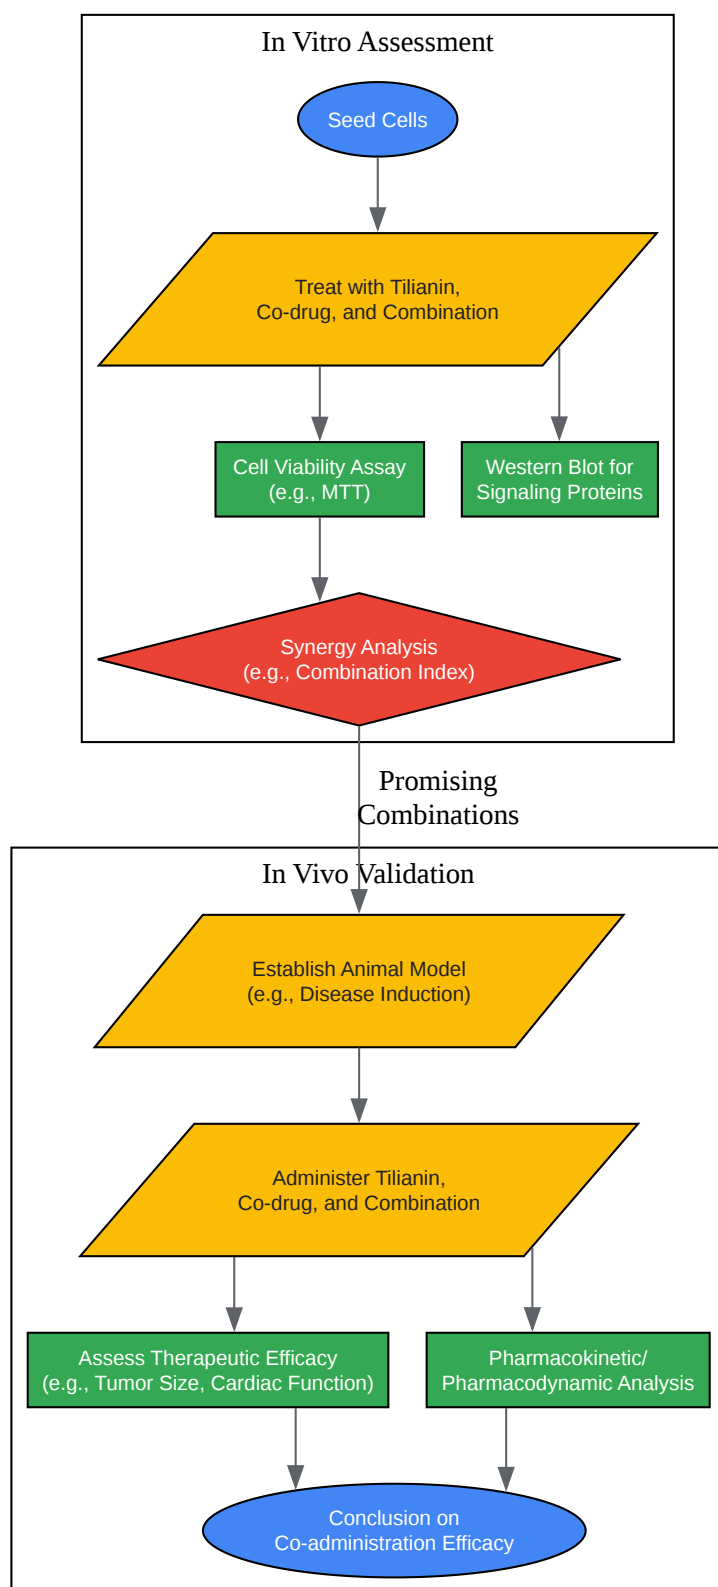 In Vitro Assessment
Seed Cells
Treat with Tilianin,
Co-drug, and Combination
Cell Viability Assay
(e.g., MTT)
Western Blot for
Signaling Proteins
Synergy Analysis
(e.g., Combination Index)
Promising
Combinations
In Vivo Validation
Establish Animal Model
(e.g., Disease Induction)
Administer Tilianin,
Co-drug, and Combination
Assess Therapeutic Efficacy
(e.g., Tumor Size, Cardiac Function)
Pharmacokinetic/
Pharmacodynamic Analysis
Conclusion on
Co-administration Efficacy